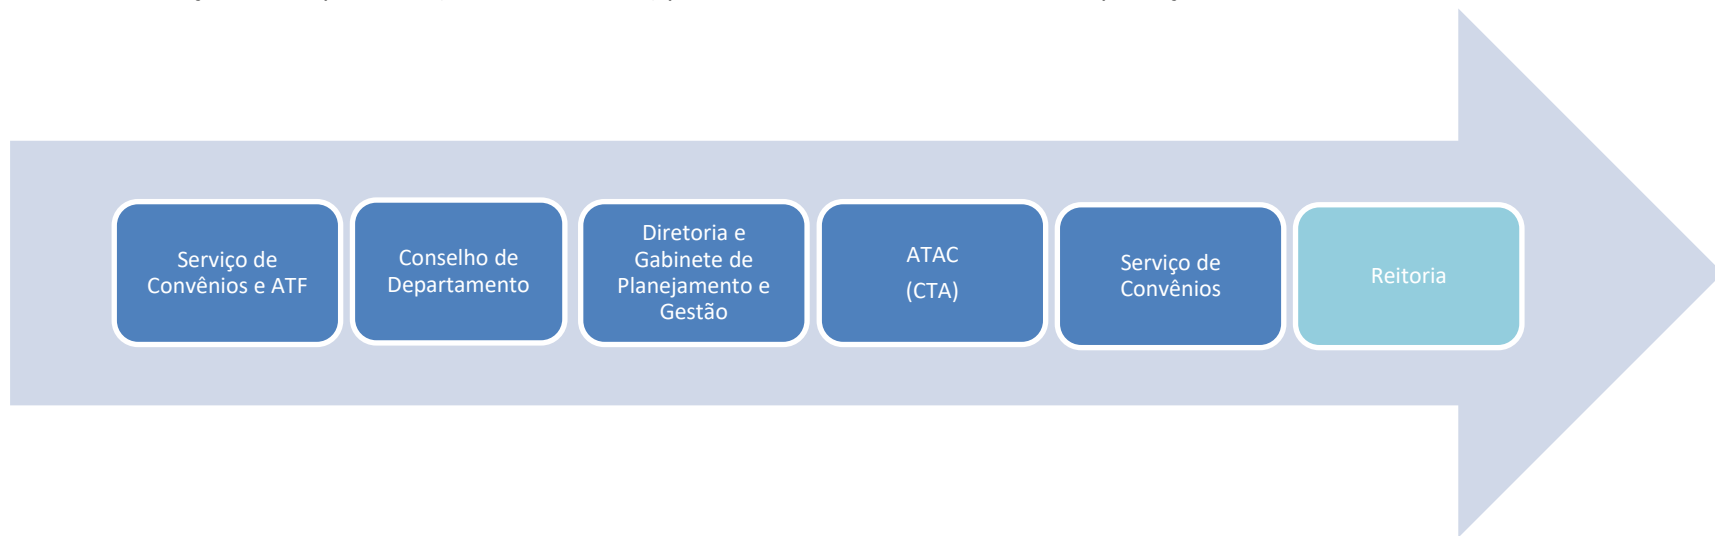 Serviço de
Convênios e ATF
Conselho de
Departamento
Diretoria e
Gabinete de
Planejamento e
Gestão
ATAC
(CTA)
Serviço de
Convênios
Reitoria